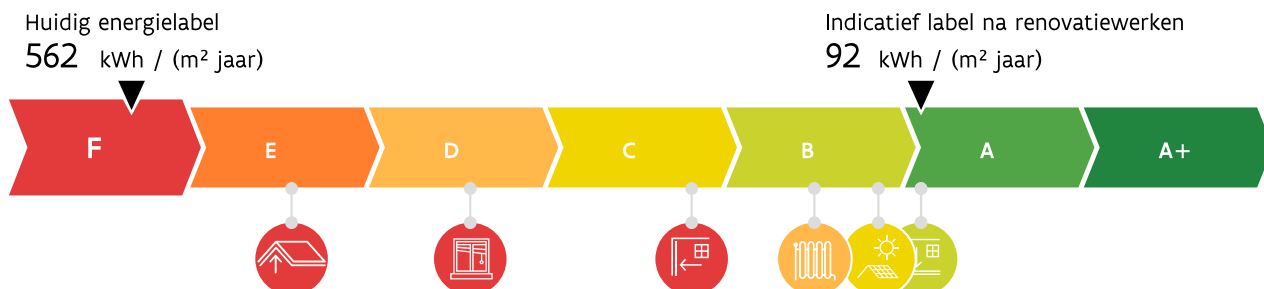 Huidig energielabel
562 kWh / (m² jaar)
Indicatief label na renovatiewerken
92 kWh / (m² jaar)
F E D C B A A+